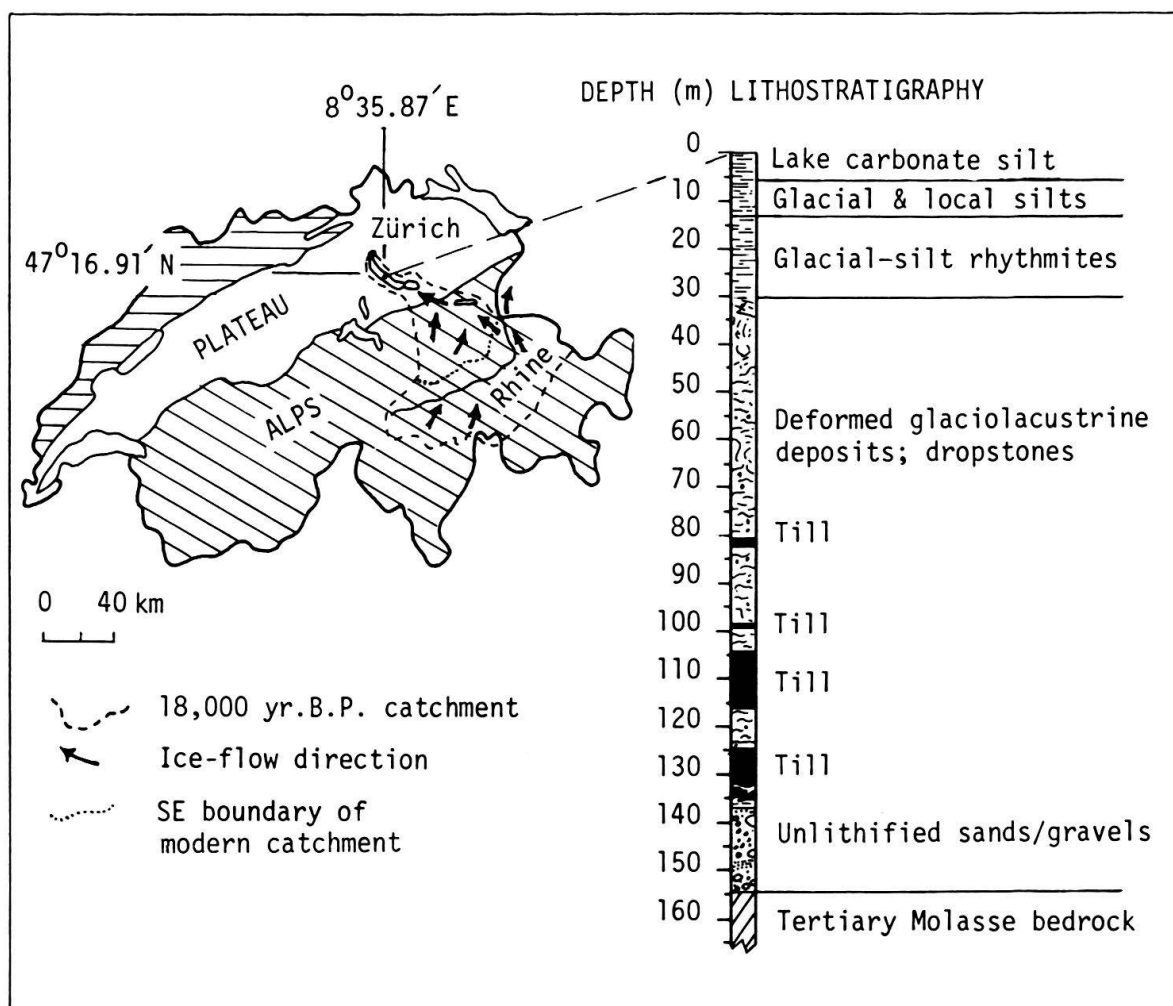 8° 35.87′ E
47° 16.91′ N
Zürich
PLATEAU
ALPS
Rhine
0 40 km
18,000 yr.B.P. catchment
Ice-flow direction
SE boundary of
modern catchment
DEPTH (m) LITHOSTRATIGRAPHY
0
Lake carbonate silt
10
Glacial & local silts
20
Glacial-silt rhythmites
30
40
50
Deformed glaciolacustrine
60
deposits; dropstones
70
80
Till
90
100
Till
110
Till
120
130
Till
140
Unlithified sands/gravels
150
160
Tertiary Molasse bedrock